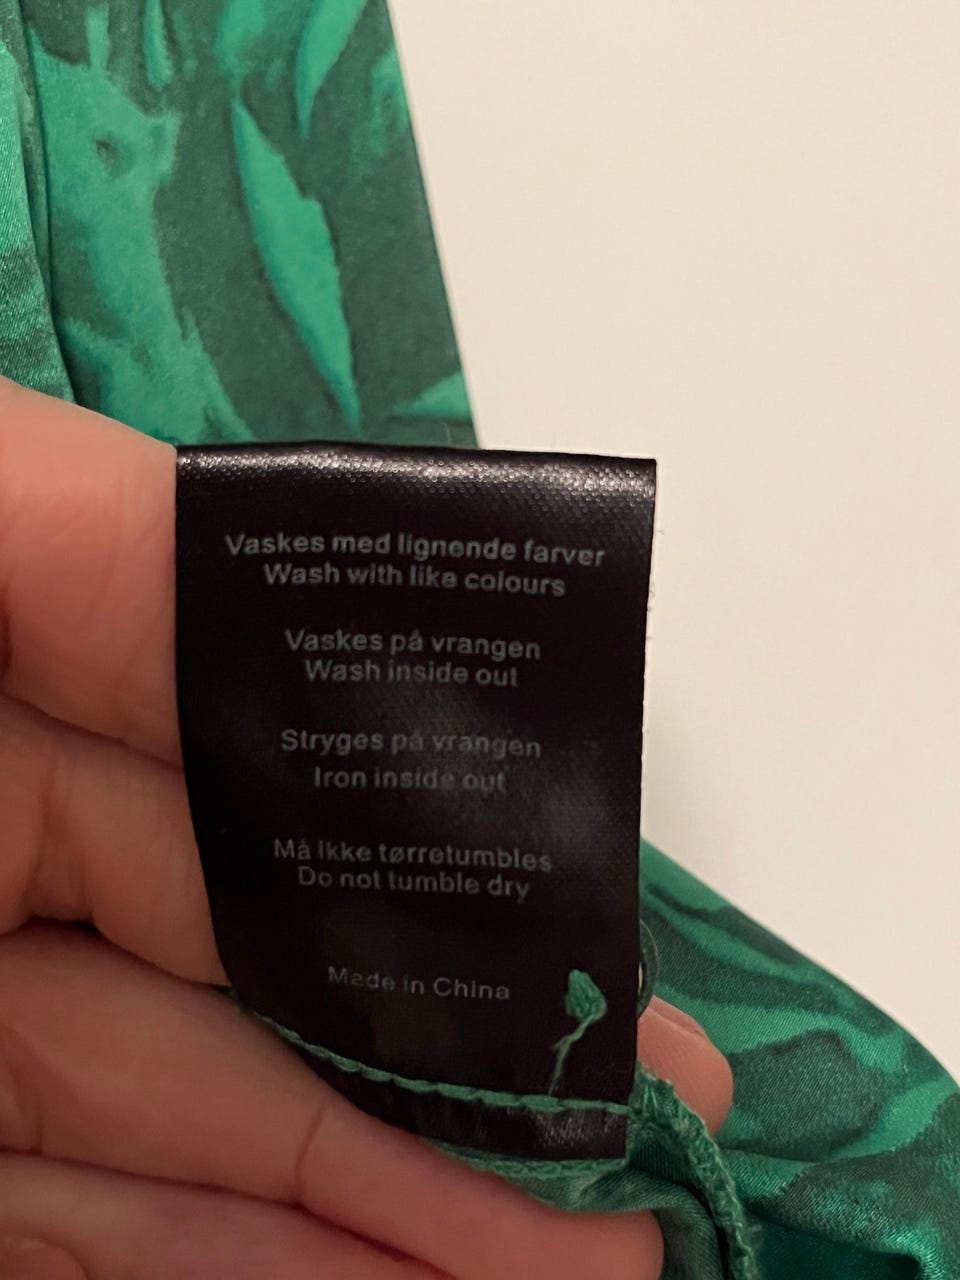 Vaskes med lignende farver
Wash with like colours
Vaskes på vrangen
Wash inside out
Stryges på vrangen
Iron inside out
Må ikke tørretumbles
Do not tumble dry
Made in China